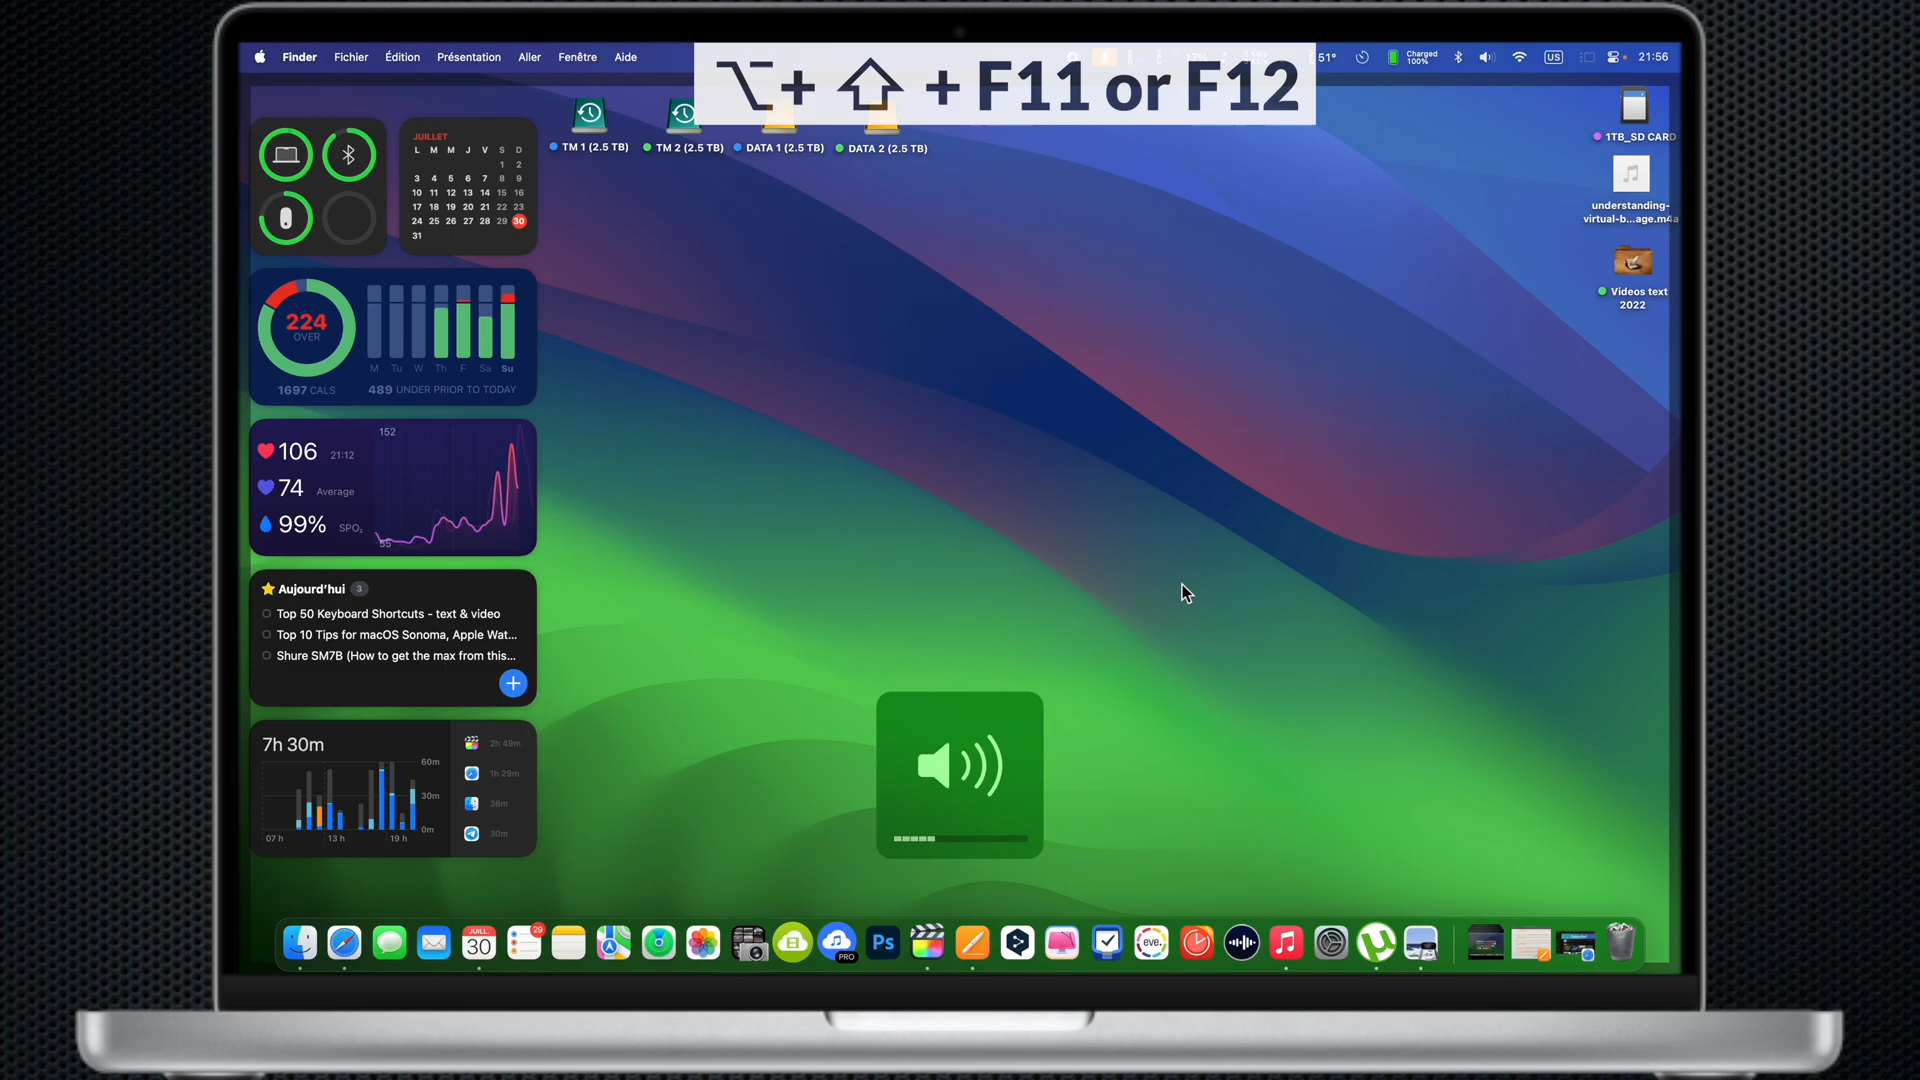 Finder Fichier Édition Présentation Aller Fenêtre Aide
⌥+ ⇧ + F11 or F12
51° Charged 100% US 21:56
JUILLET
L M M J V S D
1 2
3 4 5 6 7 8 9
10 11 12 13 14 15 16
17 18 19 20 21 22 23
24 25 26 27 28 29 30
31
TM 1 (2.5 TB) TM 2 (2.5 TB) DATA 1 (2.5 TB) DATA 2 (2.5 TB)
1TB_SD CARD
understanding-
virtual-b...age.m4a
Videos text
2022
224
OVER
1697 CALS
M Tu W Th F Sa Su
489 UNDER PRIOR TO TODAY
106 21:12
74 Average
99% SPO₂
152
55
Aujourd’hui 3
Top 50 Keyboard Shortcuts - text & video
Top 10 Tips for macOS Sonoma, Apple Wat...
Shure SM7B (How to get the max from this...
7h 30m
60m
30m
0m
07 h 13 h 19 h
2h 49m
1h 29m
38m
30m
JUIL.
30
29
PRO
Ps
eve.